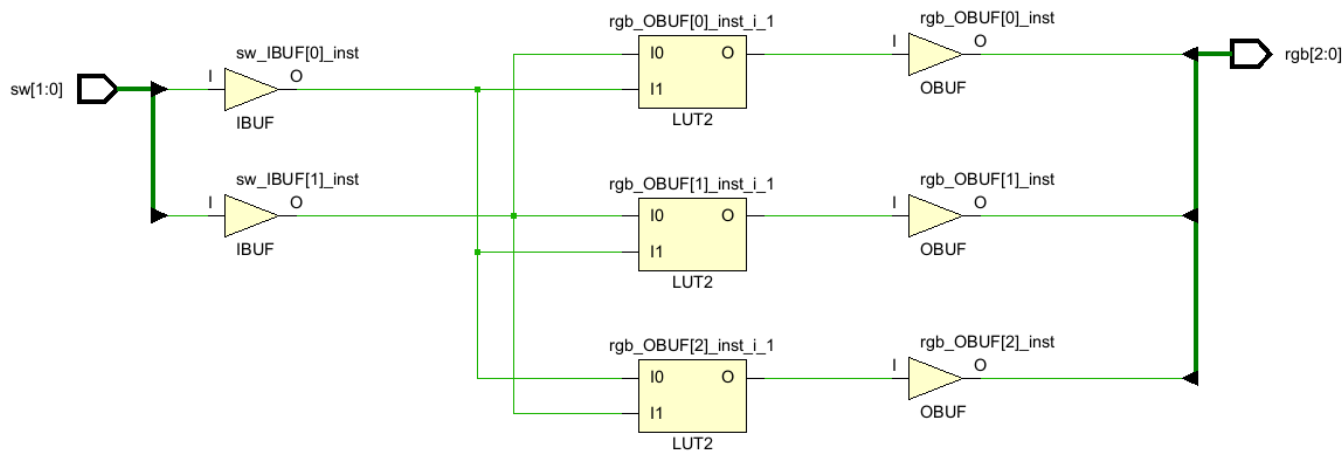 sw[1:0]
sw_IBUF[0]_inst
I
O
IBUF
sw_IBUF[1]_inst
I
O
IBUF
rgb_OBUF[0]_inst_i_1
I0
O
I1
LUT2
rgb_OBUF[1]_inst_i_1
I0
O
I1
LUT2
rgb_OBUF[2]_inst_i_1
I0
O
I1
LUT2
rgb_OBUF[0]_inst
I
O
OBUF
rgb_OBUF[1]_inst
I
O
OBUF
rgb_OBUF[2]_inst
I
O
OBUF
rgb[2:0]